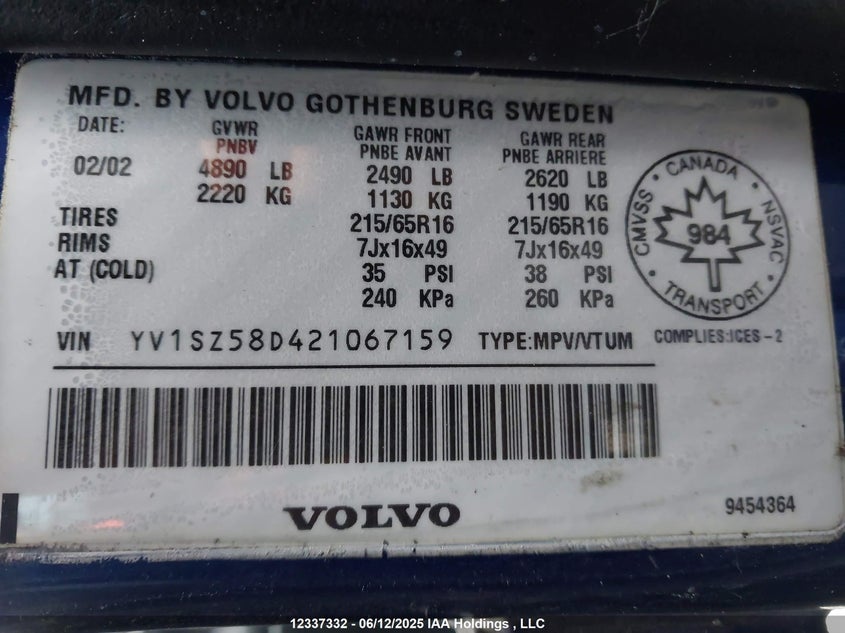 MFD. BY VOLVO GOTHENBURG SWEDEN
DATE: GVWR GAWR FRONT GAWR REAR
PNBV PNBE AVANT PNBE ARRIERE
02/02 4890 LB 2490 LB 2620 LB
2220 KG 1130 KG 1190 KG
TIRES 215/65R16 215/65R16
RIMS 7Jx16x49 7Jx16x49
AT (COLD) 35 PSI 38 PSI
240 KPa 260 KPa
CMVSS • CANADA • NSVAC • TRANSPORT •
984
VIN YV1SZ58D421067159 TYPE:MPV/VTUM COMPLIES:ICES-2
VOLVO 9454364
12337332 - 06/12/2025 IAA Holdings , LLC